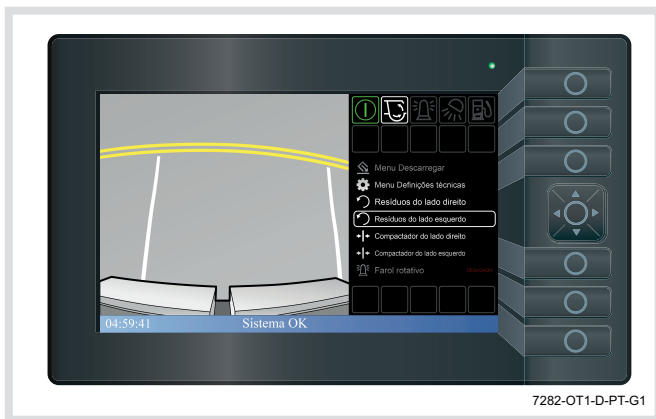 Menu Descarregar
Menu Definições técnicas
Resíduos do lado direito
Resíduos do lado esquerdo
Compactador do lado direito
Compactador do lado esquerdo
Farol rotativo DESLIGADO
04:59:41 Sistema OK
7282-OT1-D-PT-G1